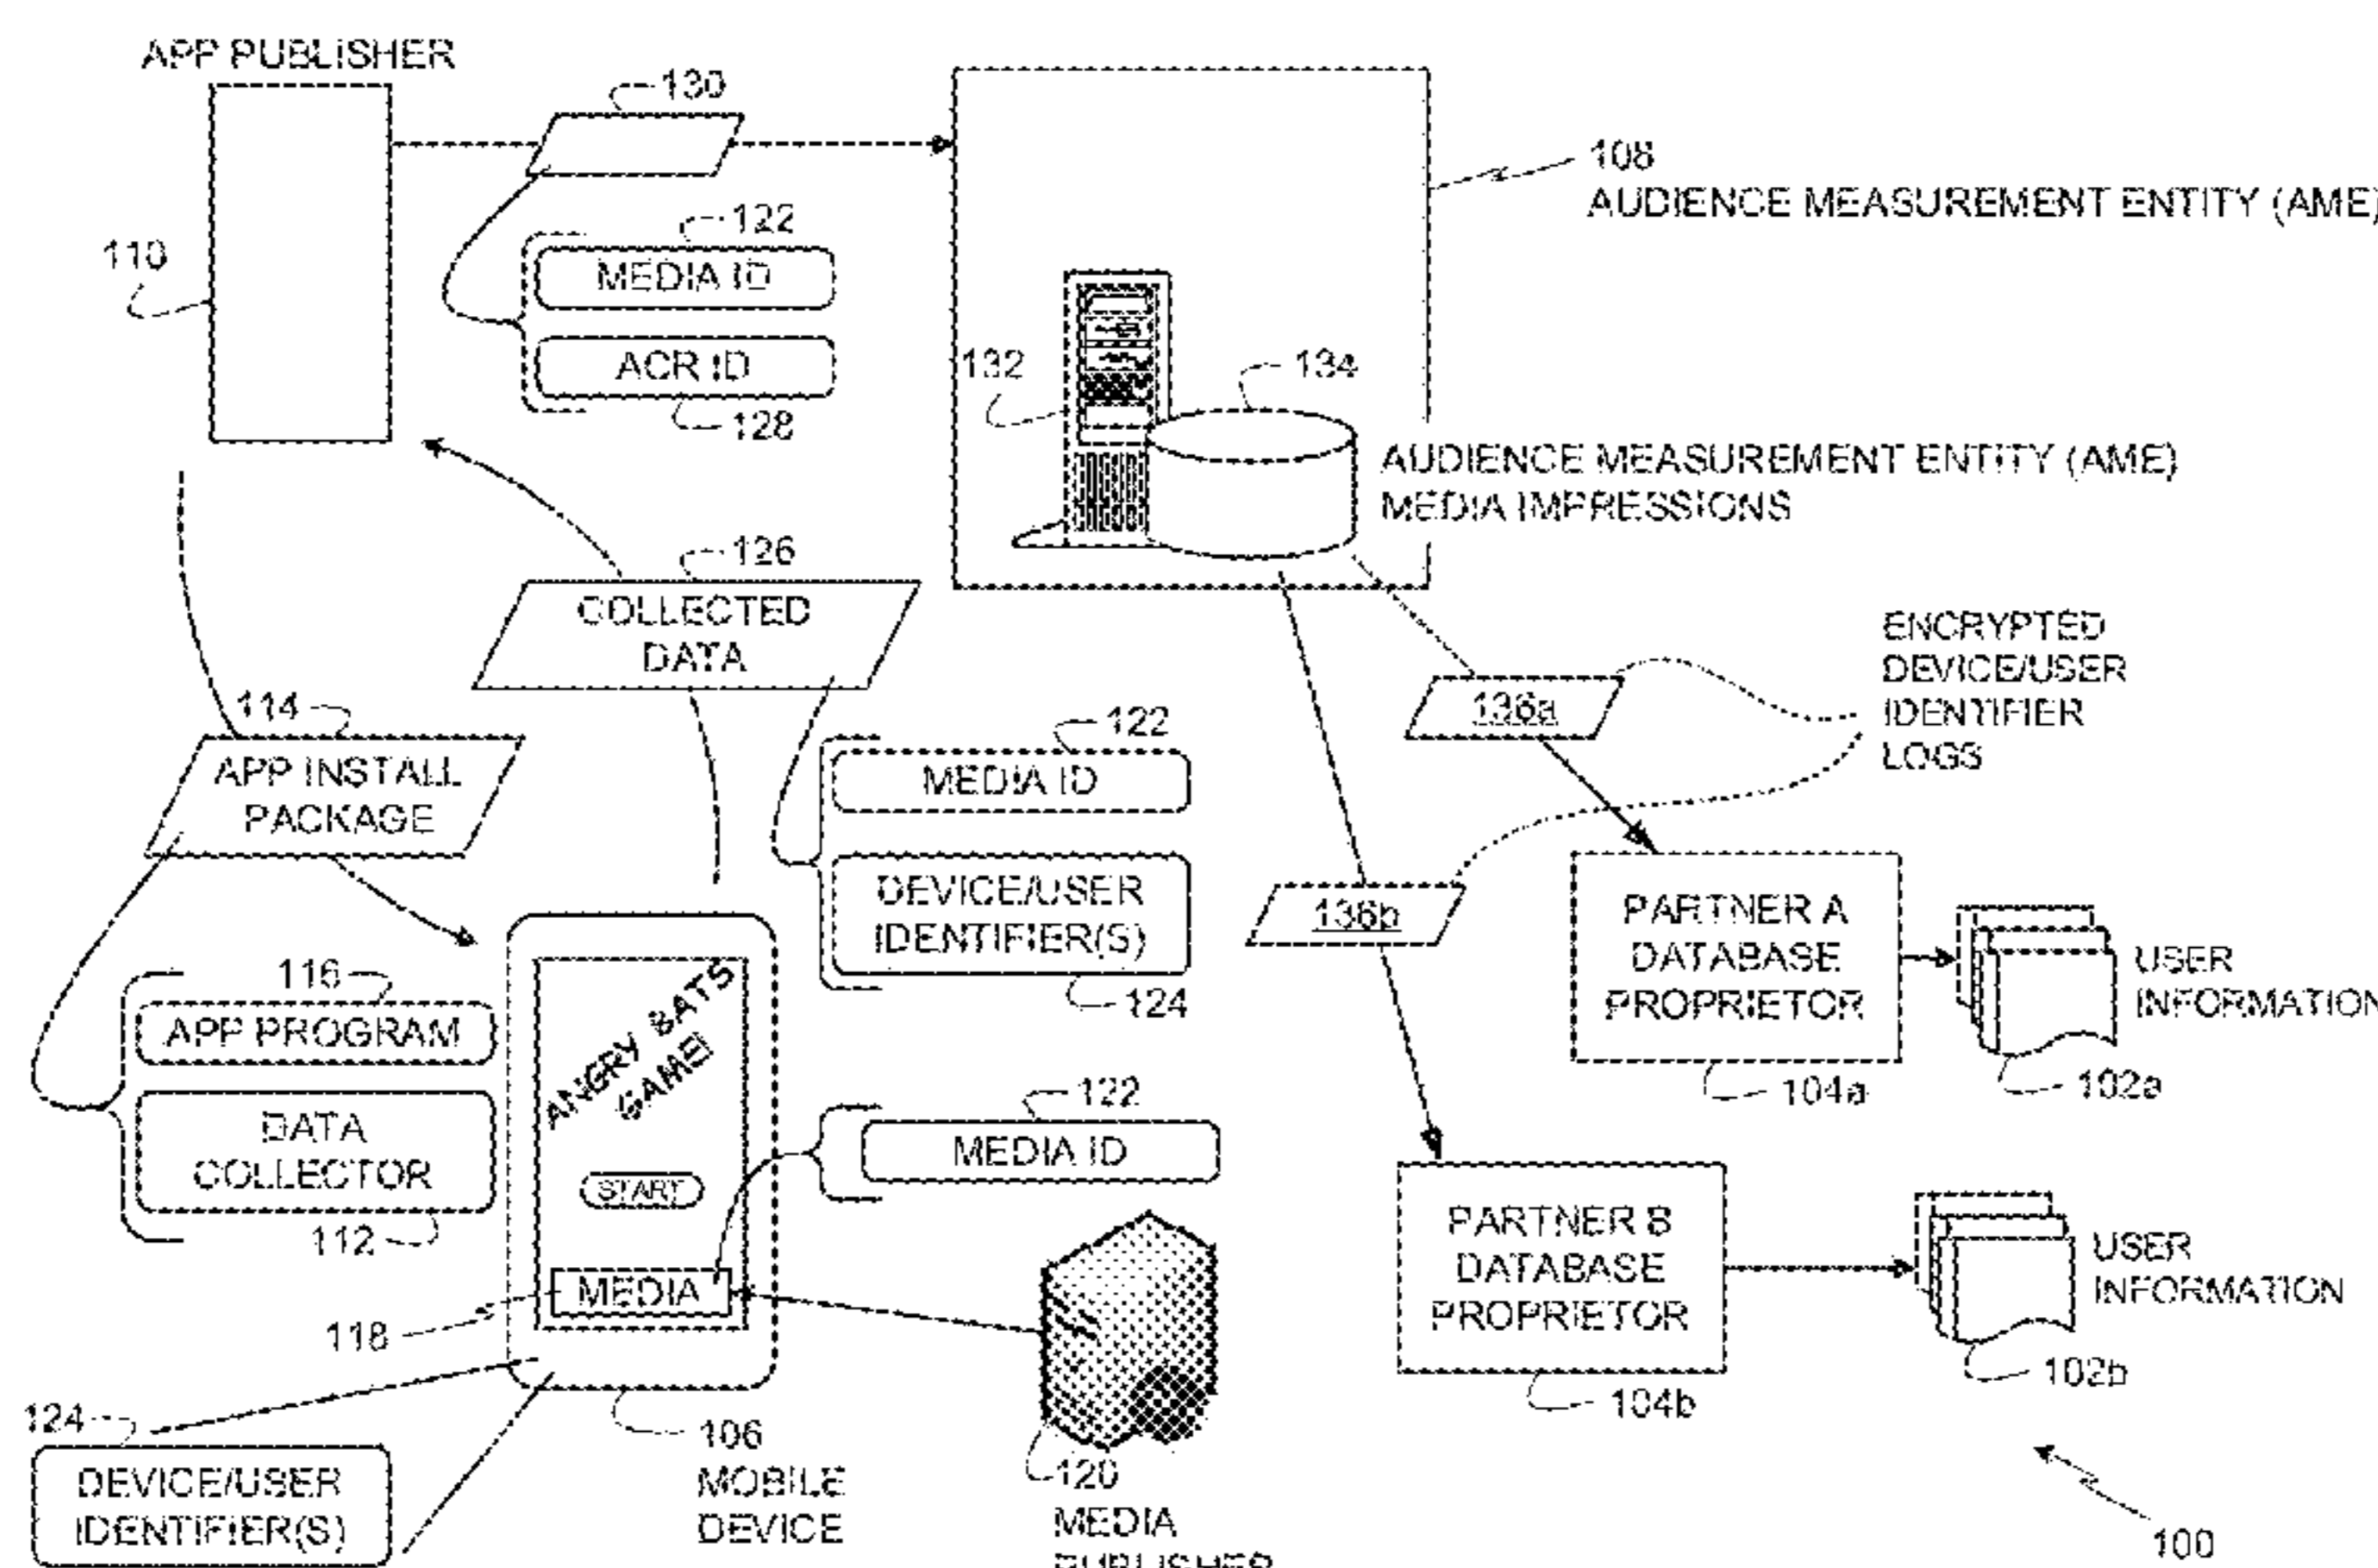 APP PUBLISHER
130
108
AUDIENCE MEASUREMENT ENTITY (AME)
110
122
MEDIA ID
ACR ID
128
132
134
AUDIENCE MEASUREMENT ENTITY (AME)
MEDIA IMPRESSIONS
126
COLLECTED
DATA
ENCRYPTED
DEVICE/USER
IDENTIFIER
LOGS
136a
114
APP INSTALL
PACKAGE
122
MEDIA ID
DEVICE/USER
IDENTIFIER(S)
124
136b
PARTNER A
DATABASE
PROPRIETOR
104a
USER
INFORMATION
102a
116
APP PROGRAM
DATA
COLLECTOR
112
ANGRY BATS
GAME!
START
MEDIA
118
122
MEDIA ID
PARTNER B
DATABASE
PROPRIETOR
104b
USER
INFORMATION
102b
124
DEVICE/USER
IDENTIFIER(S)
106
MOBILE
DEVICE
120
MEDIA
PUBLISHER
100